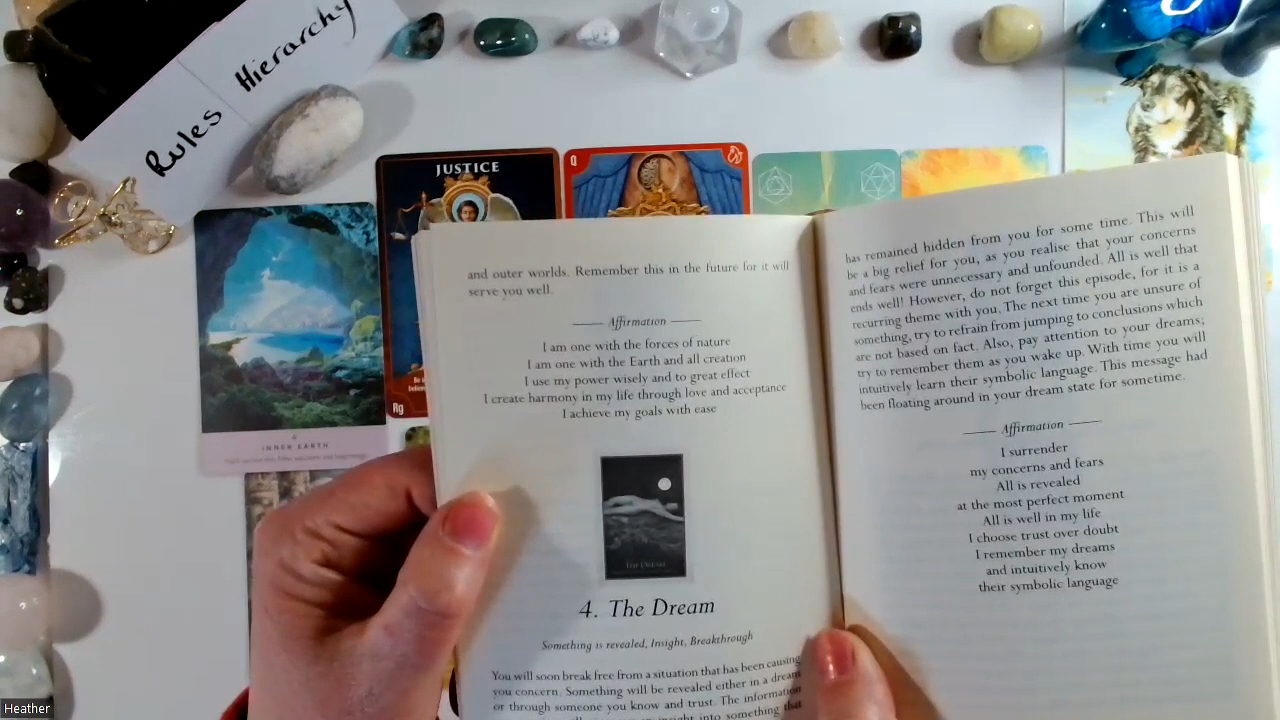 Rules Hierarchy
JUSTICE
Q
Rg
INNER EARTH
and outer worlds. Remember this in the future for it will
serve you well.
Affirmation
I am one with the forces of nature
I am one with the Earth and all creation
I use my power wisely and to great effect
I create harmony in my life through love and acceptance
I achieve my goals with ease
THE DREAM
4. The Dream
Something is revealed, Insight, Breakthrough
You will soon break free from a situation that has been causing
you concern. Something will be revealed either in a dream
or through someone you know and trust. The information
insight into something that
has remained hidden from you for some time. This will
be a big relief for you, as you realise that your concerns
and fears were unnecessary and unfounded. All is well that
ends well! However, do not forget this episode, for it is a
recurring theme with you. The next time you are unsure of
something, try to refrain from jumping to conclusions which
are not based on fact. Also, pay attention to your dreams;
try to remember them as you wake up. With time you will
intuitively learn their symbolic language. This message had
been floating around in your dream state for sometime.
Affirmation
I surrender
my concerns and fears
All is revealed
at the most perfect moment
All is well in my life
I choose trust over doubt
I remember my dreams
and intuitively know
their symbolic language
Heather